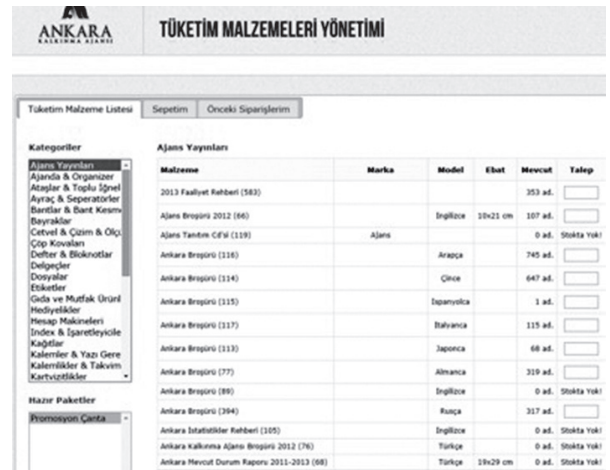 ANKARA
KALKINMA AJANSI
TÜKETİM MALZEMELERİ YÖNETİMİ
Tüketim Malzeme Listesi Sepetim Önceki Siparişlerim
Kategoriler
Ajans Yayınları
Ajanda & Organizer
Ataşlar & Toplu İğnel
Ayraç & Seperatörler
Bantlar & Bant Kesme
Bayraklar
Cetvel & Çizim & Ölçü
Çöp Kovaları
Defter & Bloknotlar
Delgeçler
Dosyalar
Etiketler
Gıda ve Mutfak Ürünl
Hediyelikler
Hesap Makineleri
Index & İşaretleyicile
Kağıtlar
Kalemler & Yazı Gere
Kalemlikler & Takvim
Kartvizitlikler
Hazır Paketler
Promosyon Çanta
Ajans Yayınları
Malzeme Marka Model Ebat Mevcut Talep
2013 Faaliyet Rehberi (583) 353 ad.
Ajans Broşürü 2012 (66) İngilizce 10x21 cm 107 ad.
Ajans Tanıtım Cd'si (119) Ajans 0 ad. Stokta Yok!
Ankara Broşürü (116) Arapça 745 ad.
Ankara Broşürü (114) Çince 647 ad.
Ankara Broşürü (115) İspanyolca 1 ad.
Ankara Broşürü (117) İtalyanca 115 ad.
Ankara Broşürü (113) Japonca 68 ad.
Ankara Broşürü (77) Almanca 319 ad.
Ankara Broşürü (89) İngilizce 0 ad. Stokta Yok!
Ankara Broşürü (394) Rusça 317 ad.
Ankara İstatistikler Rehberi (105) İngilizce 0 ad. Stokta Yok!
Ankara Kalkınma Ajansı Broşürü 2012 (76) Türkçe 0 ad. Stokta Yok!
Ankara Mevcut Durum Raporu 2011-2013 (68) Türkçe 19x29 cm 0 ad. Stokta Yok!